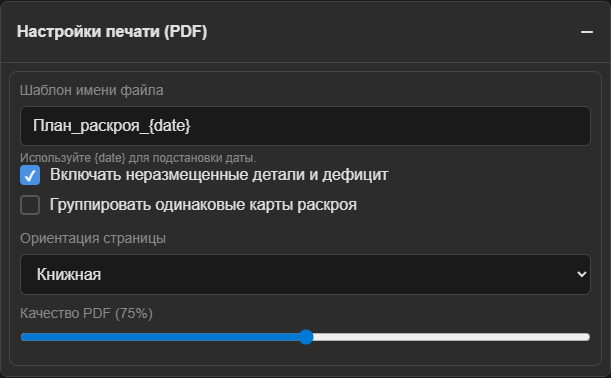 Настройки печати (PDF)
Шаблон имени файла
План_раскроя_{date}
Используйте {date} для подстановки даты.
Включать неразмещенные детали и дефицит
Группировать одинаковые карты раскроя
Ориентация страницы
Книжная
Качество PDF (75%)